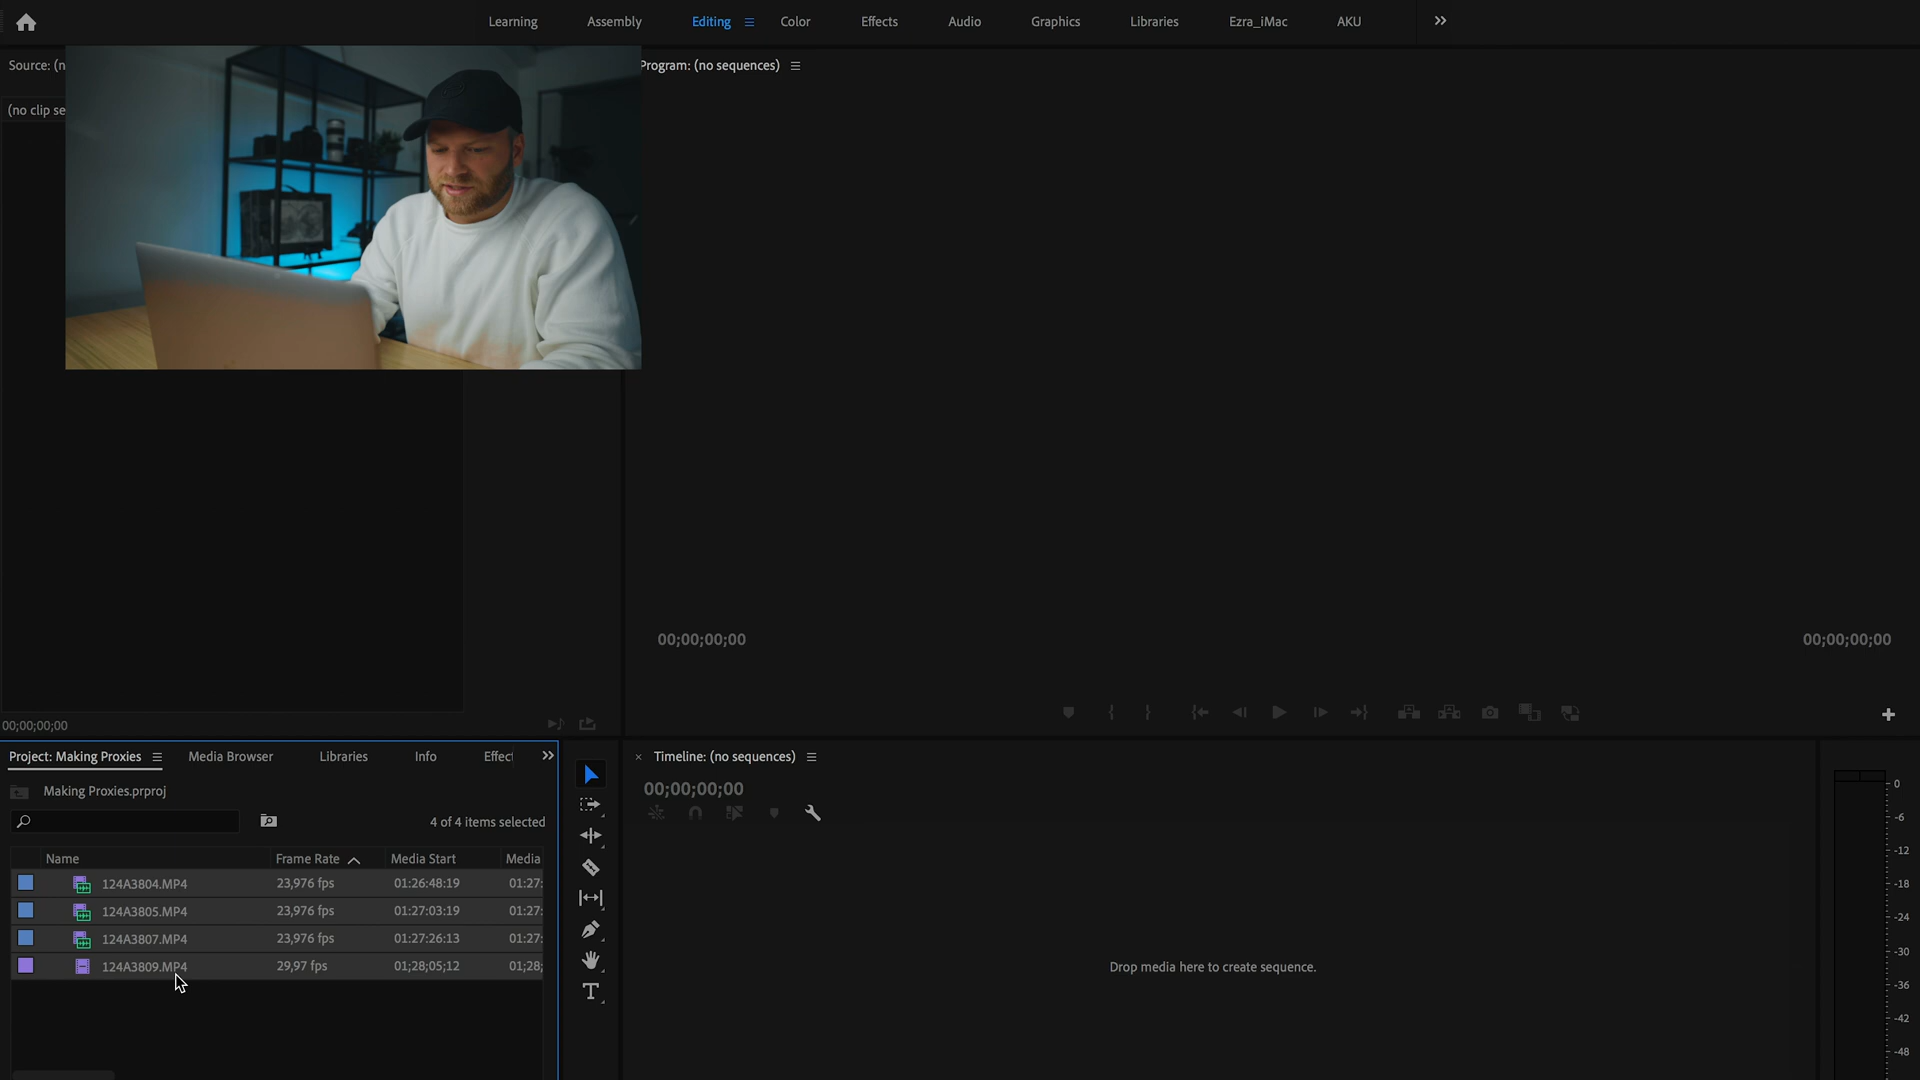 Learning Assembly Editing Color Effects Audio Graphics Libraries Ezra_iMac AKU
Source: (n
Program: (no sequences)
(no clip se
00;00;00;00 00;00;00;00
00;00;00;00
Project: Making Proxies Media Browser Libraries Info Effec
Timeline: (no sequences)
Making Proxies.prproj
00;00;00;00
4 of 4 items selected
Name Frame Rate Media Start Media
124A3804.MP4 23,976 fps 01:26:48:19 01:27:
124A3805.MP4 23,976 fps 01:27:03:19 01:27:
124A3807.MP4 23,976 fps 01:27:26:13 01:27:
124A3809.MP4 29,97 fps 01;28;05;12 01;28;
Drop media here to create sequence.
0
-6
-12
-18
-24
-30
-36
-42
-48